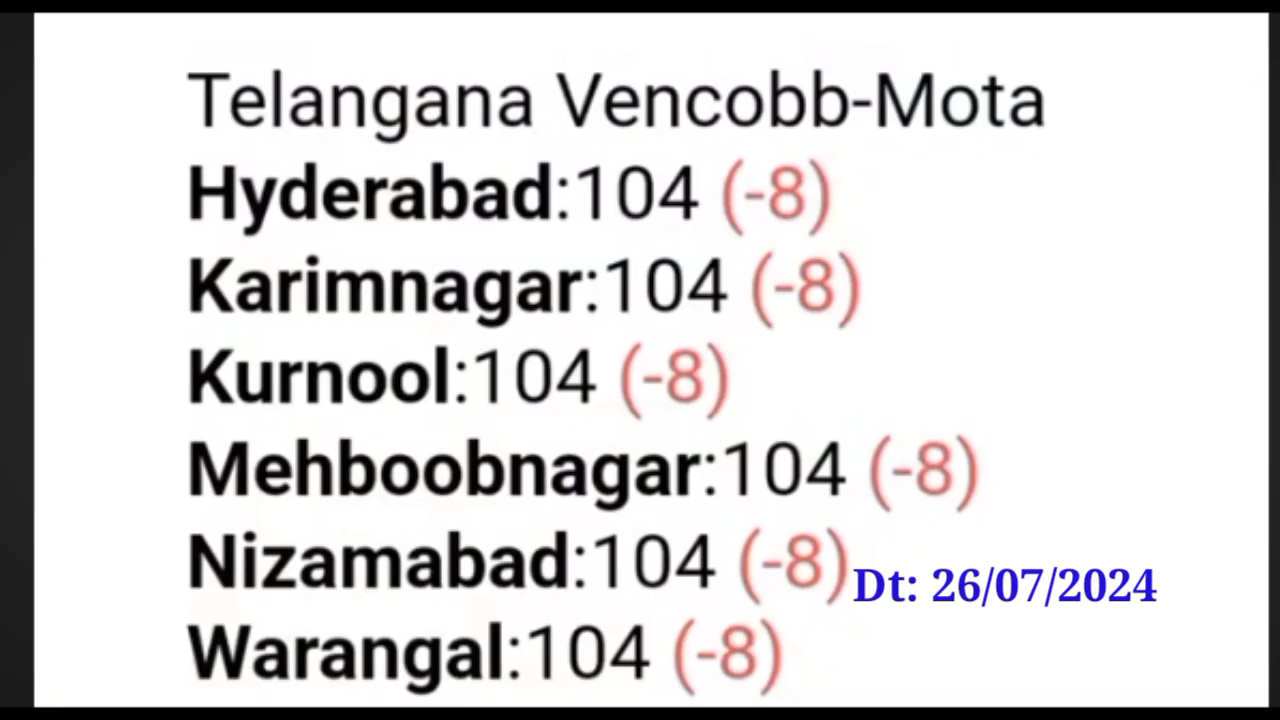 Telangana Vencobb-Mota
Hyderabad:104 (-8)
Karimnagar:104 (-8)
Kurnool:104 (-8)
Mehboobnagar:104 (-8)
Nizamabad:104 (-8)
Dt: 26/07/2024
Warangal:104 (-8)